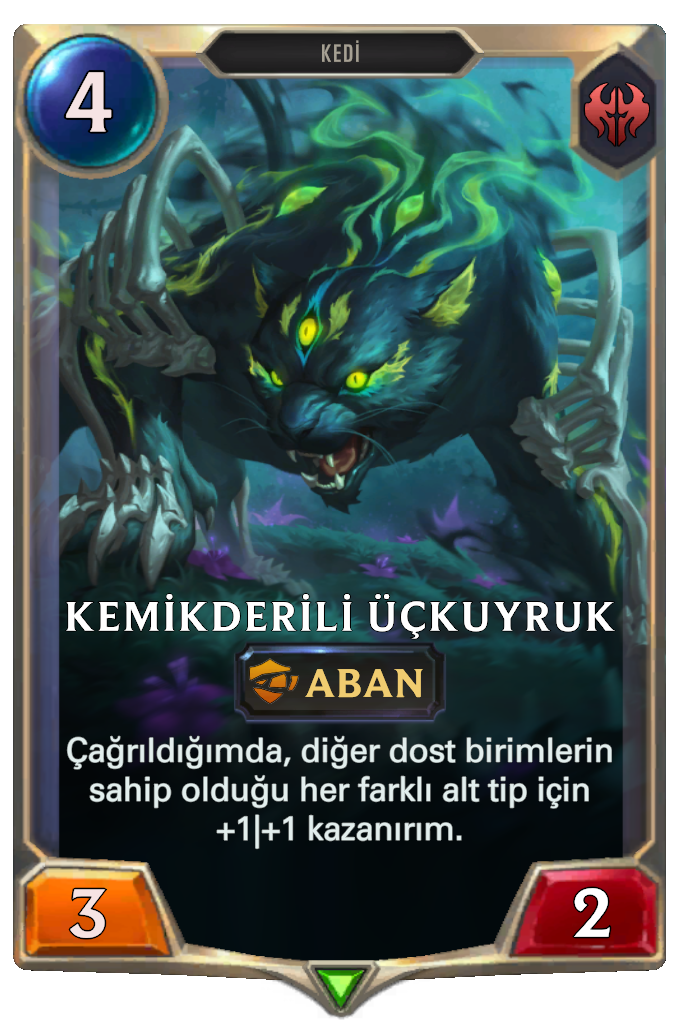 4
KEDİ
KEMİKDERİLİ ÜÇKUYRUK
ABAN
Çağrıldığımda, diğer dost birimlerin
sahip olduğu her farklı alt tip için
+1|+1 kazanırım.
3
2